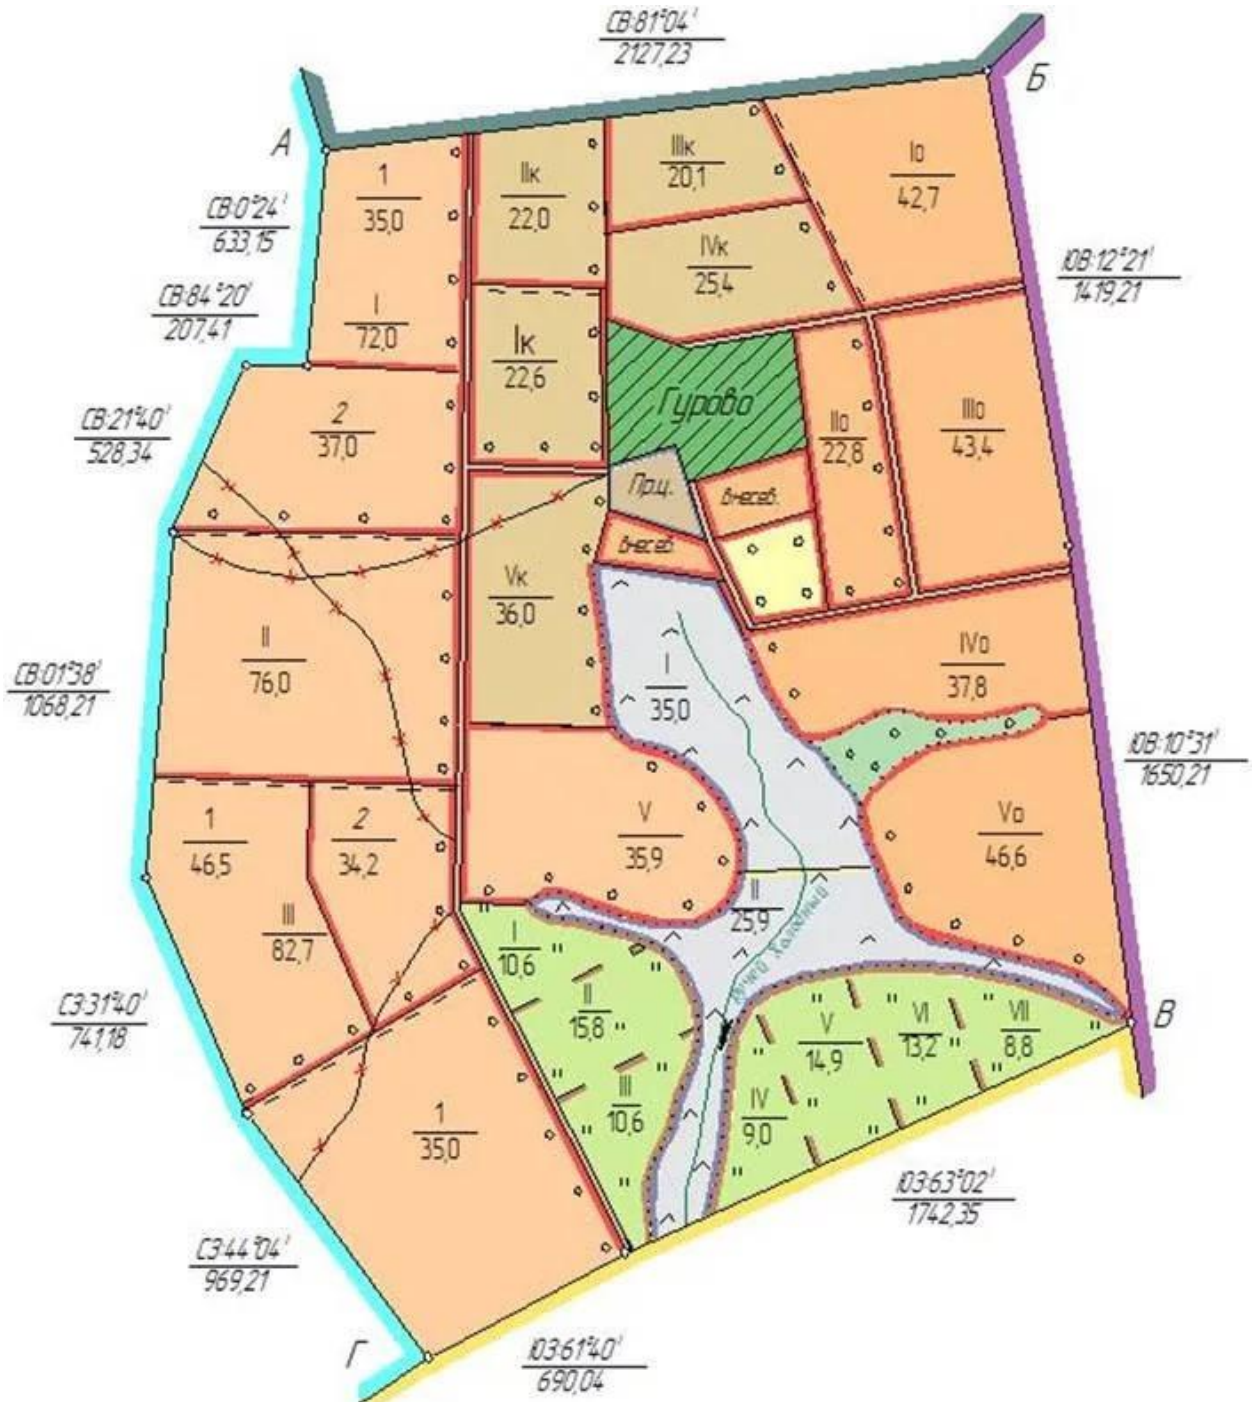 СВ:81°04'
2127,23
А
Б
СВ:0°24'
633,15
СВ:84°20'
207,41
СВ:21°40'
528,34
СВ:01°38'
1068,21
СЗ:31°40'
741,18
СЗ:44°04'
969,21
Г
ЮЗ:61°40'
690,04
ЮЗ:63°02'
1742,35
В
ЮВ:10°31'
1650,21
ЮВ:12°21'
1419,21
1
35,0
I
72,0
2
37,0
II
76,0
1
46,5
2
34,2
III
82,7
1
35,0
IIк
22,0
IIIк
20,1
IVк
25,4
Iк
22,6
Vк
36,0
Гурово
Пр.ц.
Внесев.
Внесев.
Iо
42,7
IIо
22,8
IIIо
43,4
IVо
37,8
Vо
46,6
I
35,0
V
35,9
II
25,9
Ручей Холодный
I
10,6
II
15,8
III
10,6
IV
9,0
V
14,9
VI
13,2
VII
8,8